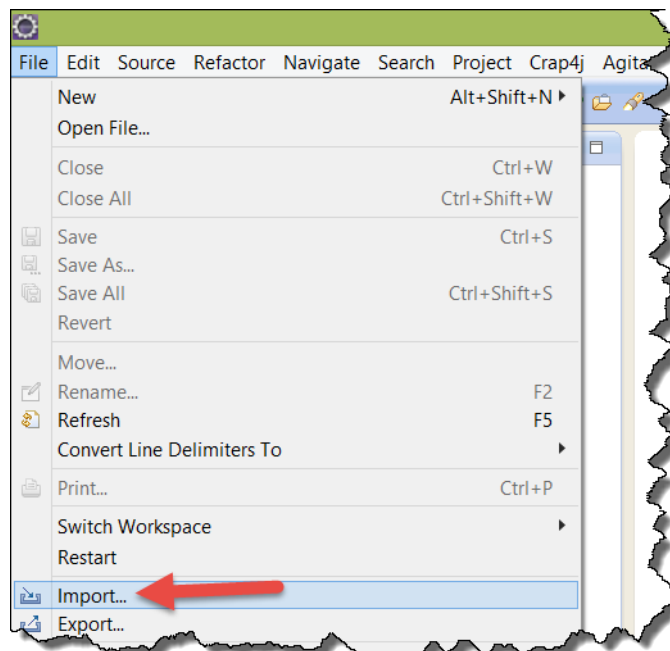 File Edit Source Refactor Navigate Search Project Crap4j Agita
New Alt+Shift+N
Open File...
Close Ctrl+W
Close All Ctrl+Shift+W
Save Ctrl+S
Save As...
Save All Ctrl+Shift+S
Revert
Move...
Rename... F2
Refresh F5
Convert Line Delimiters To
Print... Ctrl+P
Switch Workspace
Restart
Import...
Export...